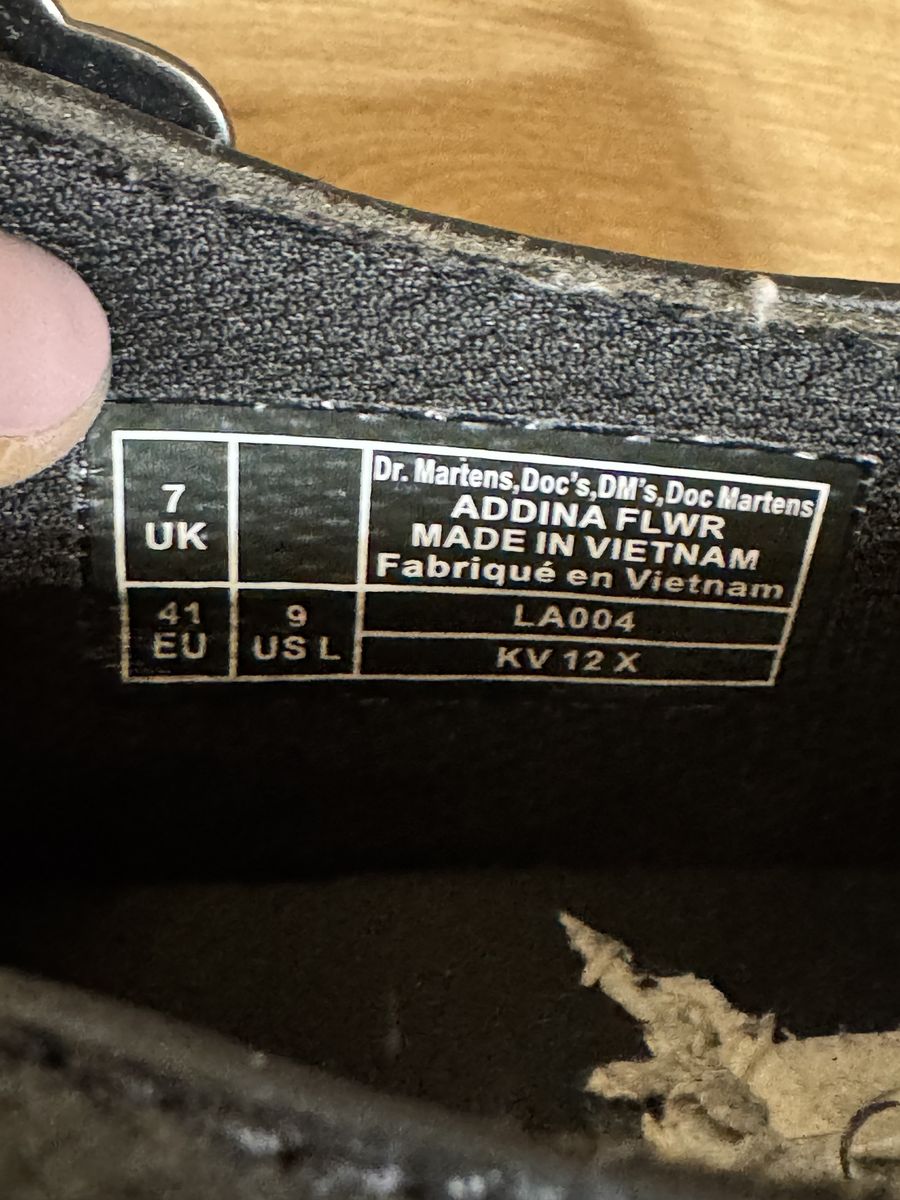 7
UK
41
EU
9
US L
Dr. Martens,Doc's,DM's,Doc Martens
ADDINA FLWR
MADE IN VIETNAM
Fabriqué en Vietnam
LA004
KV 12 X